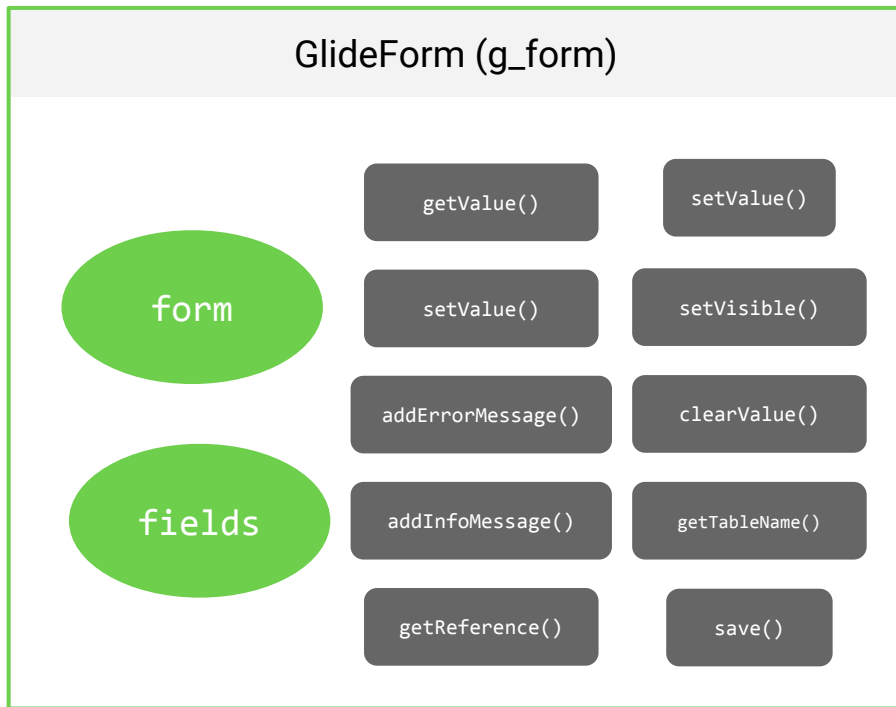 GlideForm (g_form)
form
fields
getValue()
setValue()
setValue()
setVisible()
addErrorMessage()
clearValue()
addInfoMessage()
getTableName()
getReference()
save()